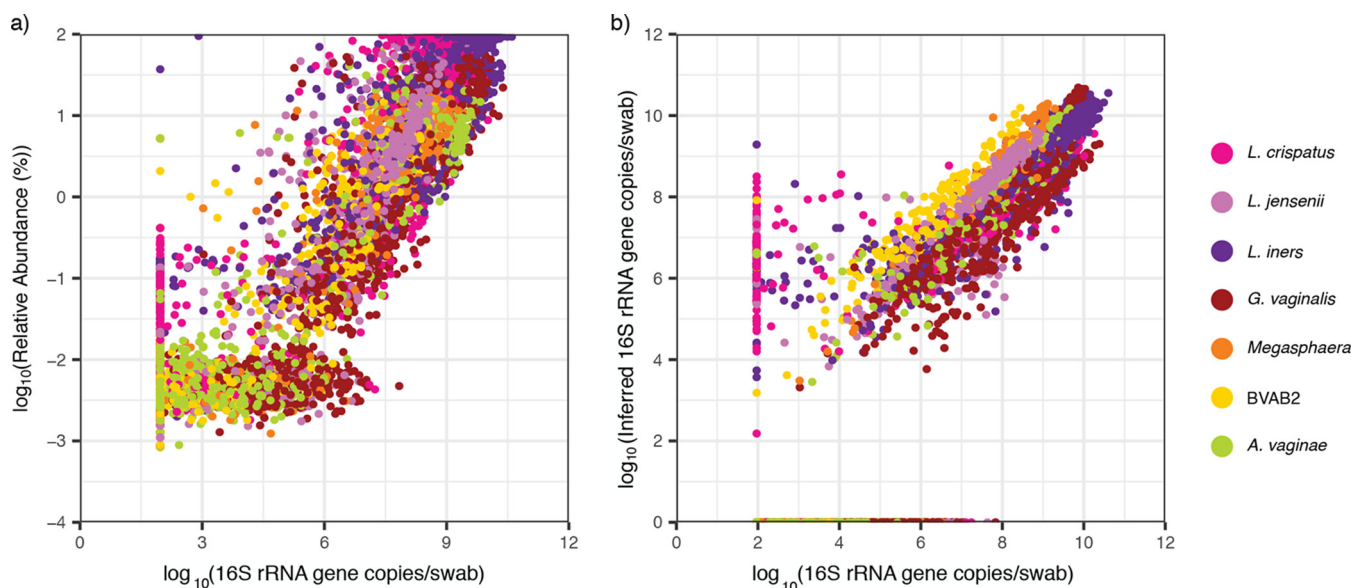 a)
log₁₀(Relative Abundance (%))
2
1
0
−1
−2
−3
−4
0
3
6
9
12
log₁₀(16S rRNA gene copies/swab)
b)
log₁₀(Inferred 16S rRNA gene copies/swab)
12
10
8
6
4
2
0
0
2
4
6
8
10
12
log₁₀(16S rRNA gene copies/swab)
L. crispatus
L. jensenii
L. iners
G. vaginalis
Megasphaera
BVAB2
A. vaginae